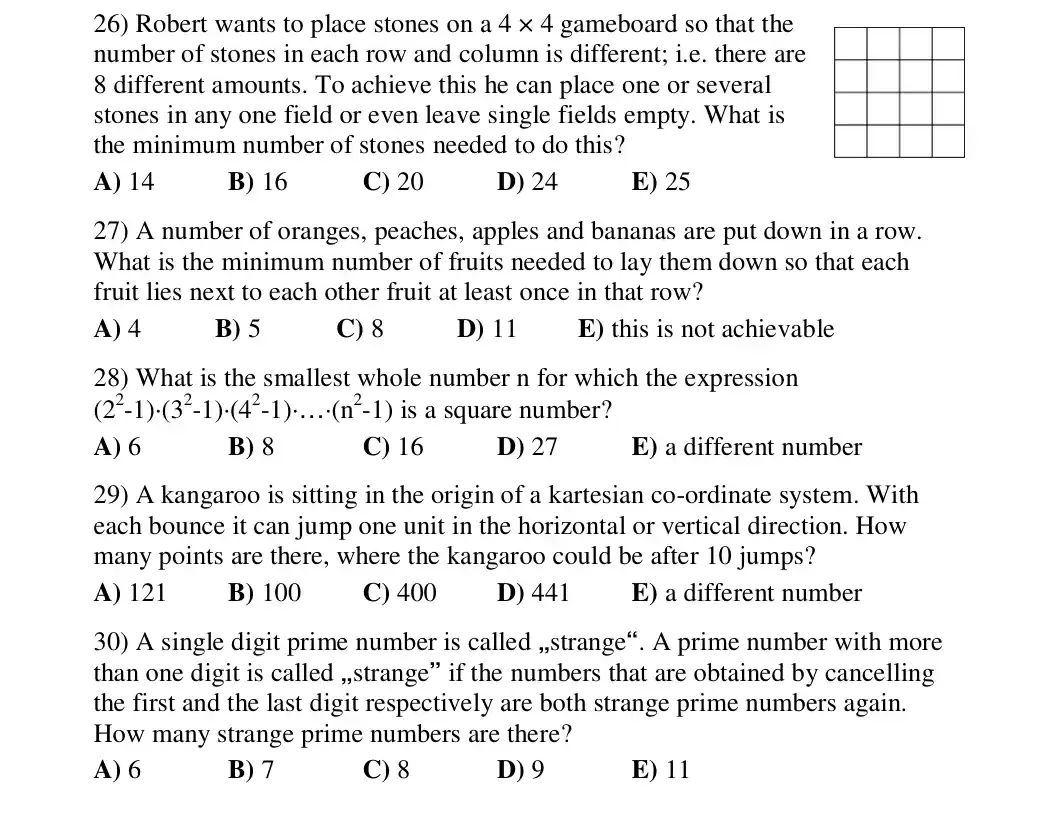 26) Robert wants to place stones on a 4 × 4 gameboard so that the
number of stones in each row and column is different; i.e. there are
8 different amounts. To achieve this he can place one or several
stones in any one field or even leave single fields empty. What is
the minimum number of stones needed to do this?
A) 14 B) 16 C) 20 D) 24 E) 25
27) A number of oranges, peaches, apples and bananas are put down in a row.
What is the minimum number of fruits needed to lay them down so that each
fruit lies next to each other fruit at least once in that row?
A) 4 B) 5 C) 8 D) 11 E) this is not achievable
28) What is the smallest whole number n for which the expression
(2²-1)·(3²-1)·(4²-1)·…·(n²-1) is a square number?
A) 6 B) 8 C) 16 D) 27 E) a different number
29) A kangaroo is sitting in the origin of a kartesian co-ordinate system. With
each bounce it can jump one unit in the horizontal or vertical direction. How
many points are there, where the kangaroo could be after 10 jumps?
A) 121 B) 100 C) 400 D) 441 E) a different number
30) A single digit prime number is called „strange“. A prime number with more
than one digit is called „strange” if the numbers that are obtained by cancelling
the first and the last digit respectively are both strange prime numbers again.
How many strange prime numbers are there?
A) 6 B) 7 C) 8 D) 9 E) 11